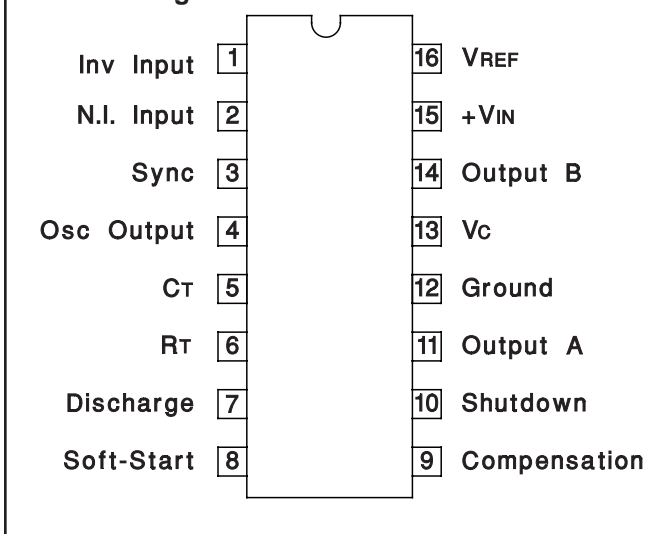 Inv Input 1 16 VREF
N.I. Input 2 15 +VIN
Sync 3 14 Output B
Osc Output 4 13 VC
CT 5 12 Ground
RT 6 11 Output A
Discharge 7 10 Shutdown
Soft-Start 8 9 Compensation